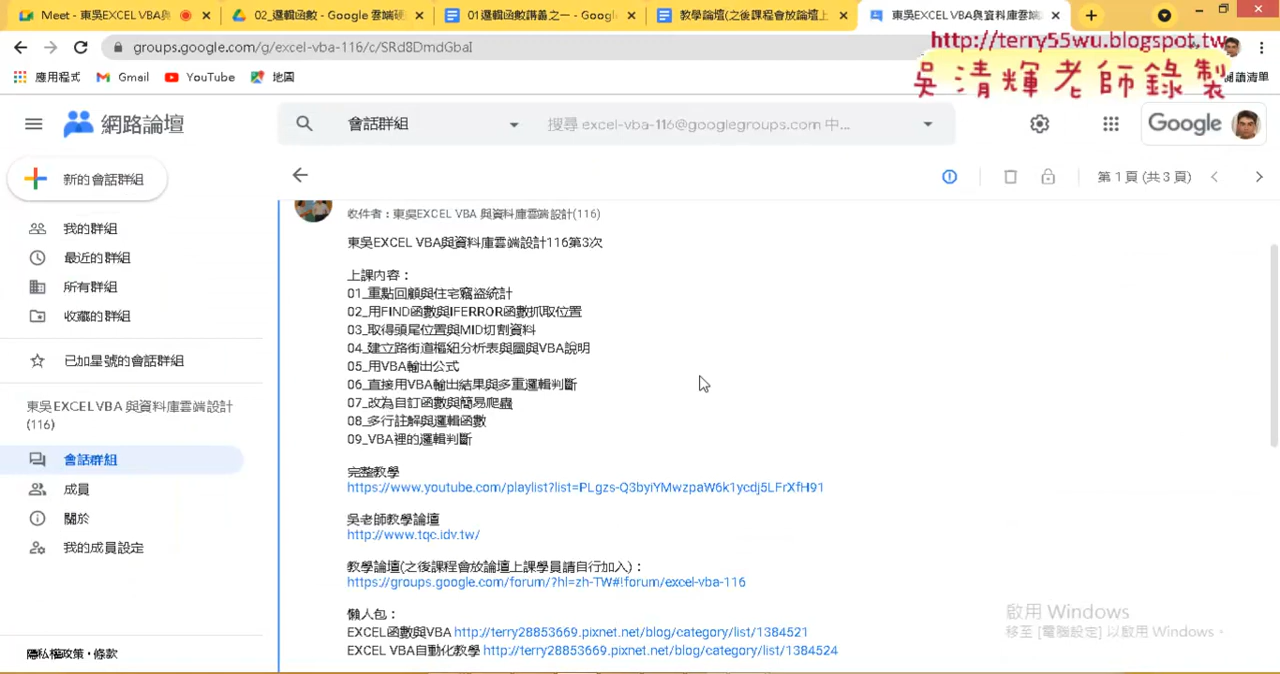 Meet - 東吳EXCEL VBA與
02_邏輯函數 - Google 雲端硬
01邏輯函數講義之一 - Googl
教學論壇(之後課程會放論壇上
東吳EXCEL VBA與資料庫雲端
groups.google.com/g/excel-vba-116/c/SRd8DmdGbaI
http://terry55wu.blogspot.tw
應用程式
Gmail
YouTube
地圖
吳清輝老師錄製
閱讀清單
網路論壇
會話群組
搜尋 excel-vba-116@googlegroups.com 中...
Google
新的會話群組
第 1 頁 (共 3 頁)
我的群組
最近的群組
所有群組
收藏的群組
已加星號的會話群組
東吳EXCEL VBA 與資料庫雲端設計
(116)
會話群組
成員
關於
我的成員設定
隱私權政策 • 條款
收件者：東吳EXCEL VBA 與資料庫雲端設計(116)
東吳EXCEL VBA與資料庫雲端設計116第3次
上課內容：
01_重點回顧與住宅竊盜統計
02_用FIND函數與IFERROR函數抓取位置
03_取得頭尾位置與MID切割資料
04_建立路街道樞紐分析表與圖與VBA說明
05_用VBA輸出公式
06_直接用VBA輸出結果與多重邏輯判斷
07_改為自訂函數與簡易爬蟲
08_多行註解與邏輯函數
09_VBA裡的邏輯判斷
完整教學
https://www.youtube.com/playlist?list=PLgzs-Q3byiYMwzpaW6k1ycdj5LFrXfH91
吳老師教學論壇
http://www.tqc.idv.tw/
教學論壇(之後課程會放論壇上課學員請自行加入)：
https://groups.google.com/forum/?hl=zh-TW#!forum/excel-vba-116
懶人包：
EXCEL函數與VBA http://terry28853669.pixnet.net/blog/category/list/1384521
EXCEL VBA自動化教學 http://terry28853669.pixnet.net/blog/category/list/1384524
啟用 Windows
移至 [電腦設定] 以啟用 Windows。